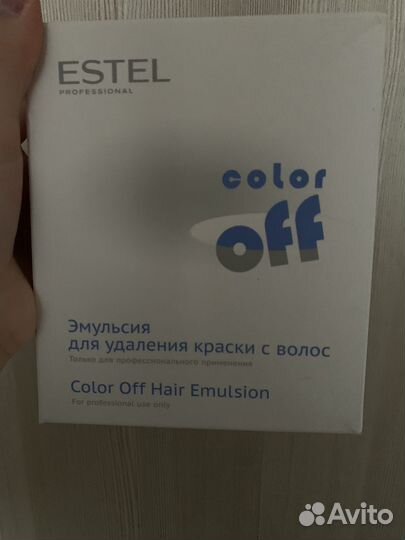 ESTEL
PROFESSIONAL
color
off
Эмульсия
для удаления краски с волос
Только для профессионального применения
Color Off Hair Emulsion
For professional use only
Avito